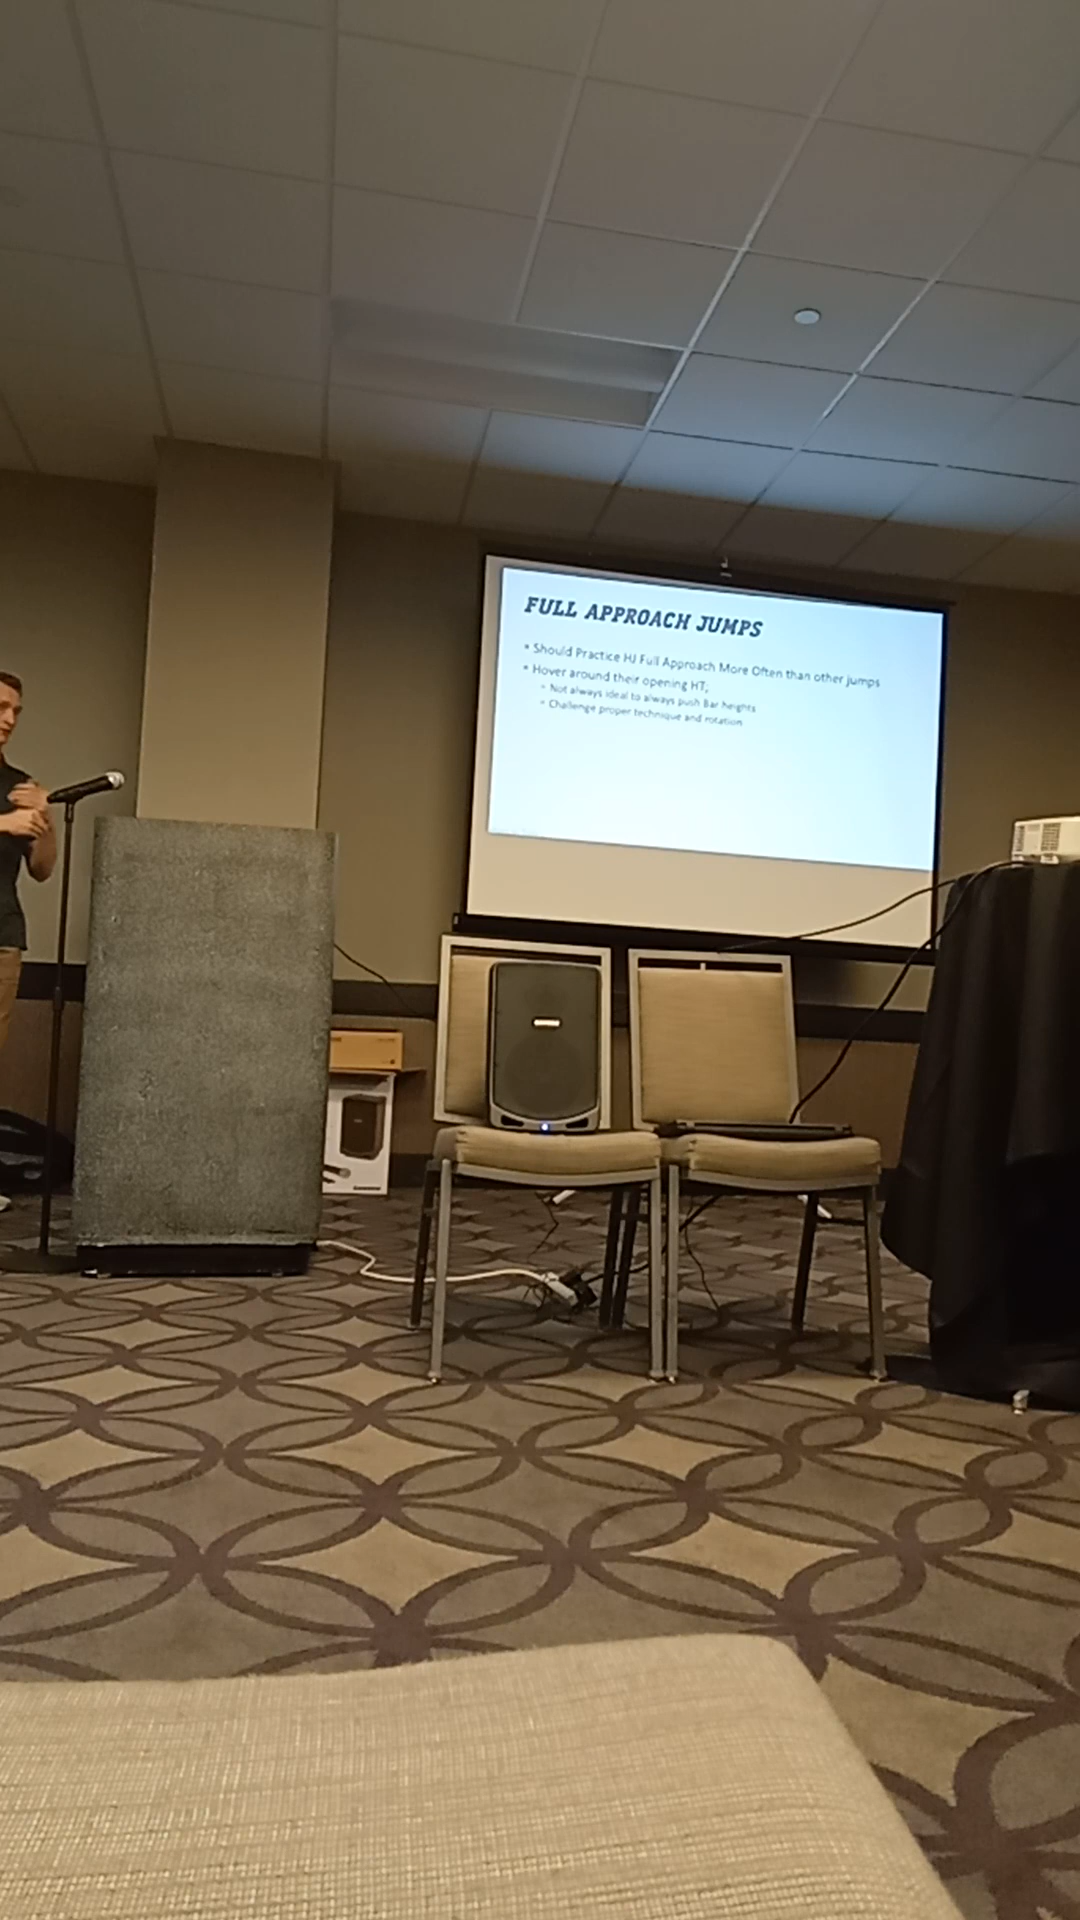 FULL APPROACH JUMPS
• Should Practice HJ Full Approach More Often than other jumps
• Hover around their opening HT;
• Not always ideal to always push Bar heights
• Challenge proper technique and rotation